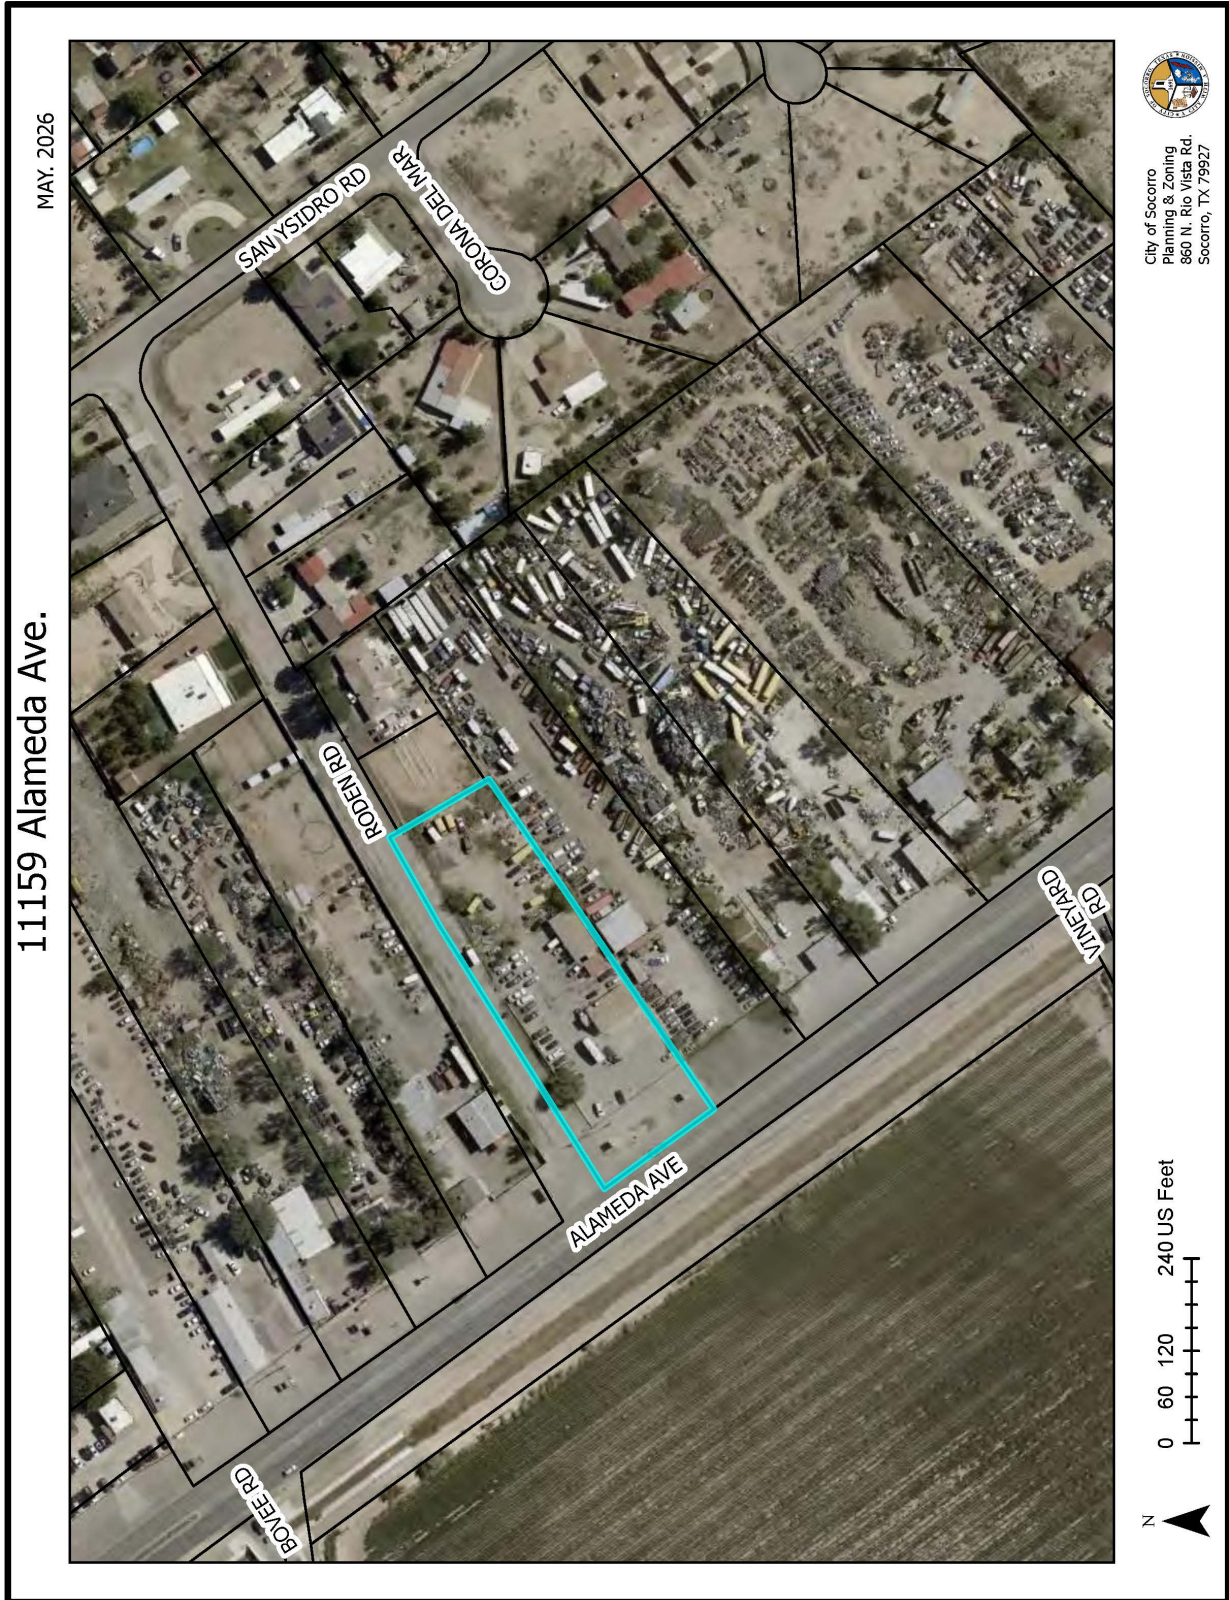 11159 Alameda Ave.
MAY. 2026
SAN YSIDRO RD
CORONA DEL MAR
RODEN RD
ALAMEDA AVE
VINEYARD
RD
BOVEE RD
N
0 60 120 240 US Feet
City of Socorro
Planning & Zoning
860 N. Rio Vista Rd.
Socorro, TX 79927